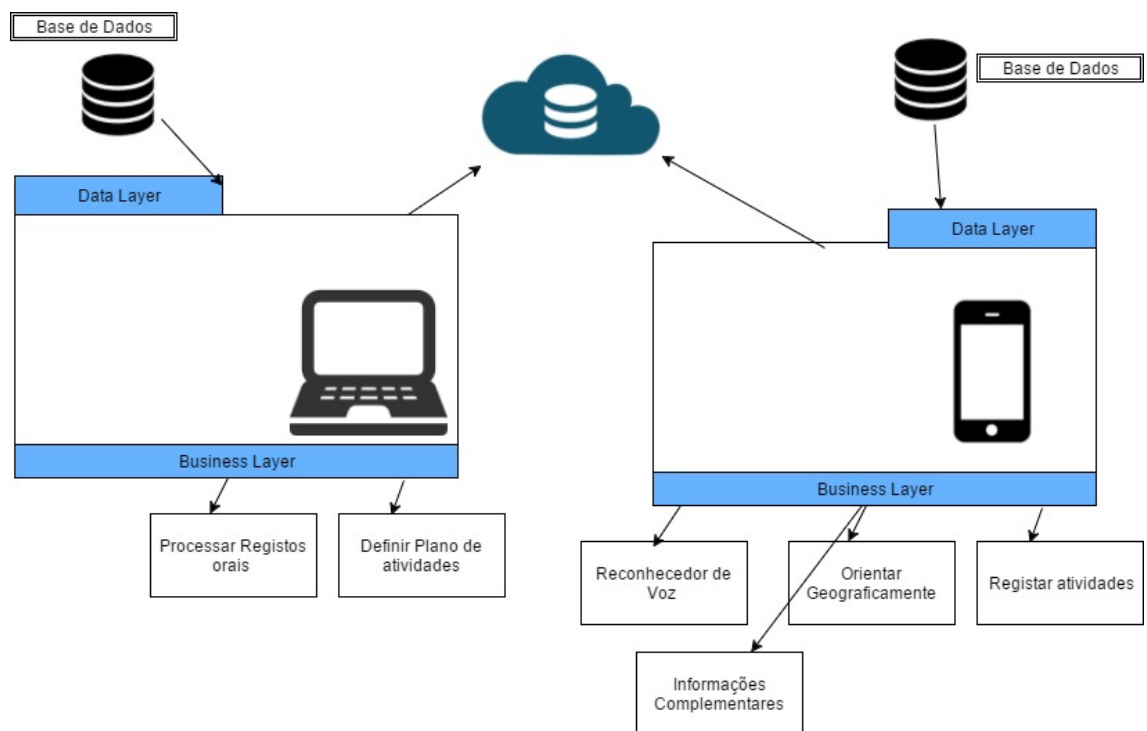 Base de Dados
Base de Dados
Data Layer
Data Layer
Business Layer
Business Layer
Processar Registos
orais
Definir Plano de
atividades
Reconhecedor de
Voz
Orientar
Geograficamente
Registar atividades
Informações
Complementares